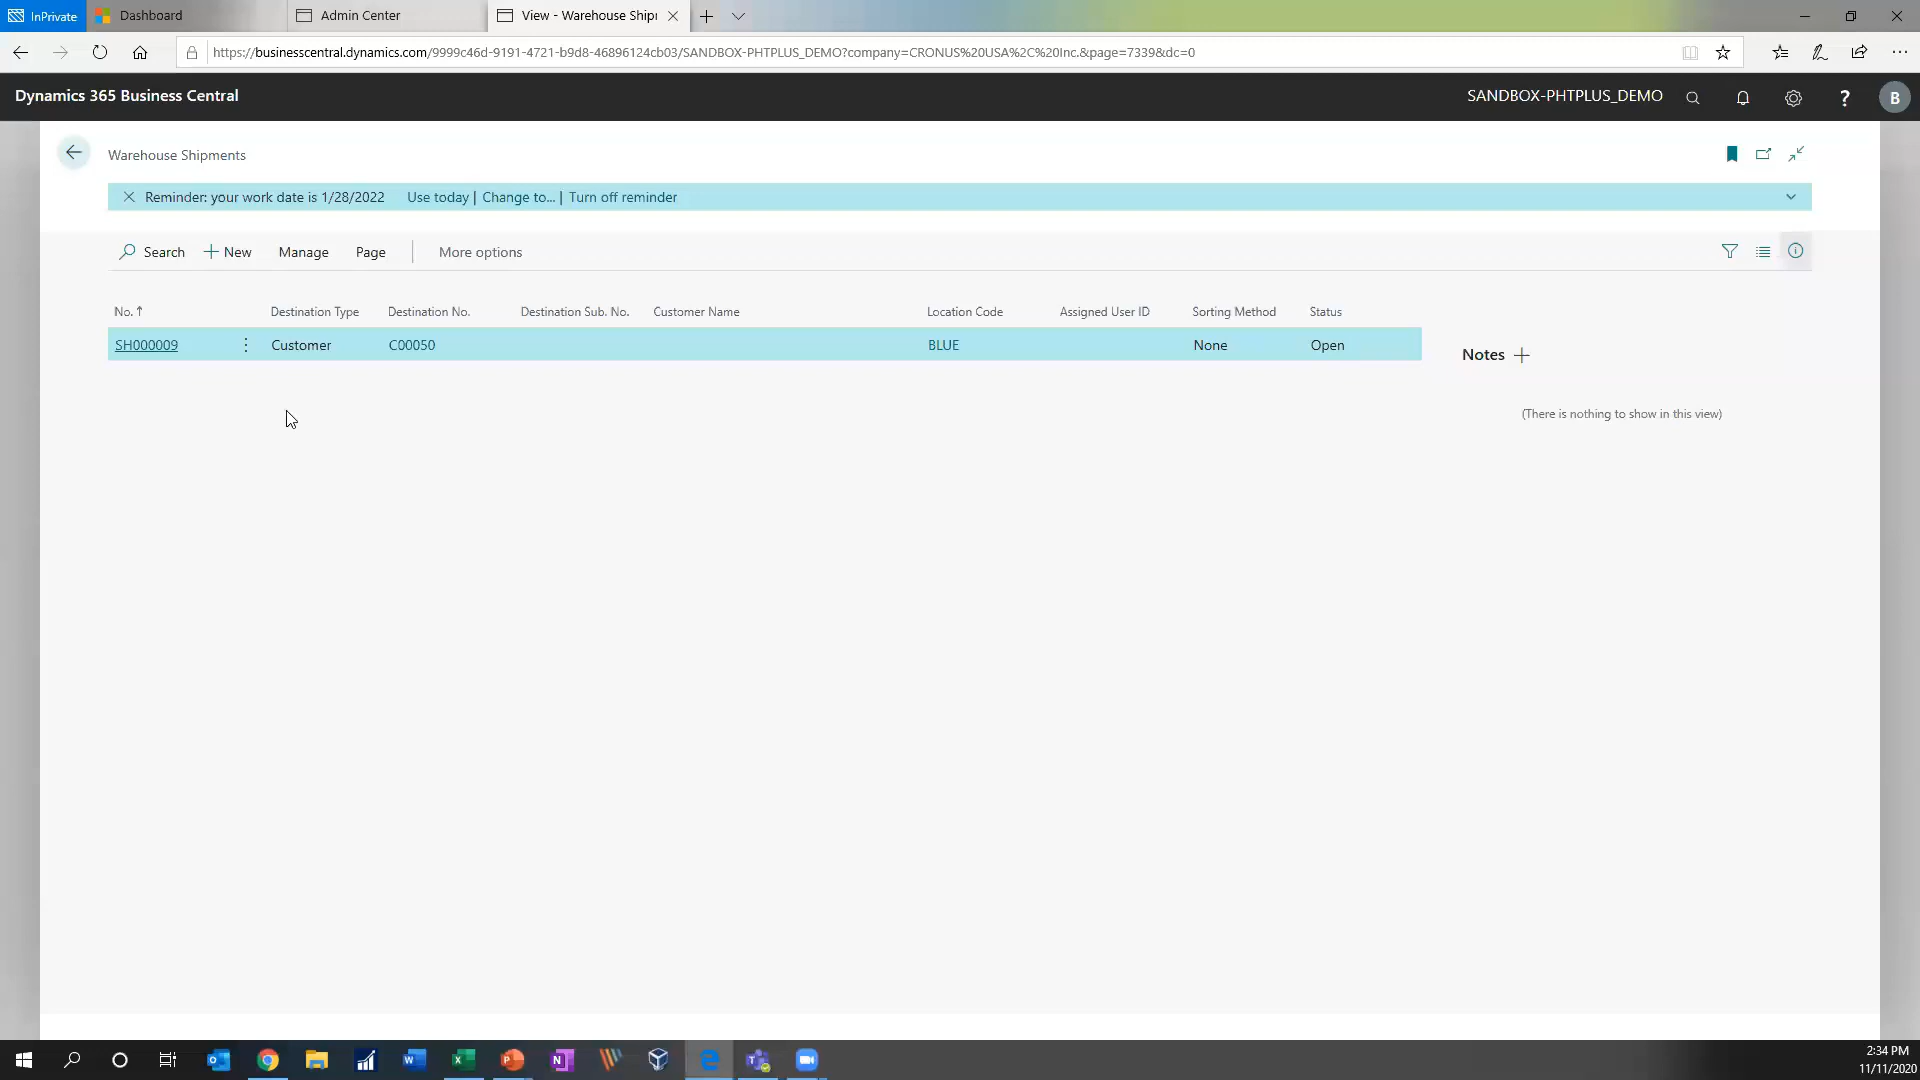 InPrivate Dashboard Admin Center View - Warehouse Ship
https://businesscentral.dynamics.com/9999c46d-9191-4721-b9d8-46896124cb03/SANDBOX-PHTPLUS_DEMO?company=CRONUS%20USA%2C%20Inc.&page=7339&dc=0
Dynamics 365 Business Central SANDBOX-PHTPLUS_DEMO ? B
Warehouse Shipments
Reminder: your work date is 1/28/2022 Use today | Change to... | Turn off reminder
Search + New Manage Page | More options
No. ↑ Destination Type Destination No. Destination Sub. No. Customer Name Location Code Assigned User ID Sorting Method Status
SH000009 Customer C00050 BLUE None Open
Notes +
(There is nothing to show in this view)
2:34 PM
11/11/2020